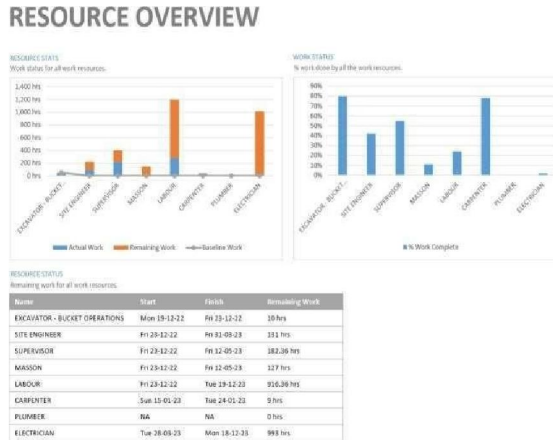 RESOURCE OVERVIEW
RESOURCE STATS
Work status for all work resources.
1,400 hrs
1,200 hrs
1,000 hrs
800 hrs
600 hrs
400 hrs
200 hrs
0 hrs
EXCAVATOR - BUCKET...
SITE ENGINEER
SUPERVISOR
MASSON
LABOUR
CARPENTER
PLUMBER
ELECTRICIAN
Actual Work Remaining Work Baseline Work
WORK STATUS
% work done by all the work resources.
90%
80%
70%
60%
50%
40%
30%
20%
10%
0%
EXCAVATOR - BUCKET...
SITE ENGINEER
SUPERVISOR
MASSON
LABOUR
CARPENTER
PLUMBER
ELECTRICIAN
% Work Complete
RESOURCE STATUS
Remaining work for all work resources.
Name Start Finish Remaining Work
EXCAVATOR - BUCKET OPERATIONS Mon 19-12-22 Fri 23-12-22 10 hrs
SITE ENGINEER Fri 23-12-22 Fri 31-03-23 131 hrs
SUPERVISOR Fri 23-12-22 Fri 12-05-23 182.36 hrs
MASSON Fri 23-12-22 Fri 12-05-23 127 hrs
LABOUR Fri 23-12-22 Tue 19-12-23 916.36 hrs
CARPENTER Sun 15-01-23 Tue 24-01-23 9 hrs
PLUMBER NA NA 0 hrs
ELECTRICIAN Tue 28-03-23 Mon 18-12-23 993 hrs